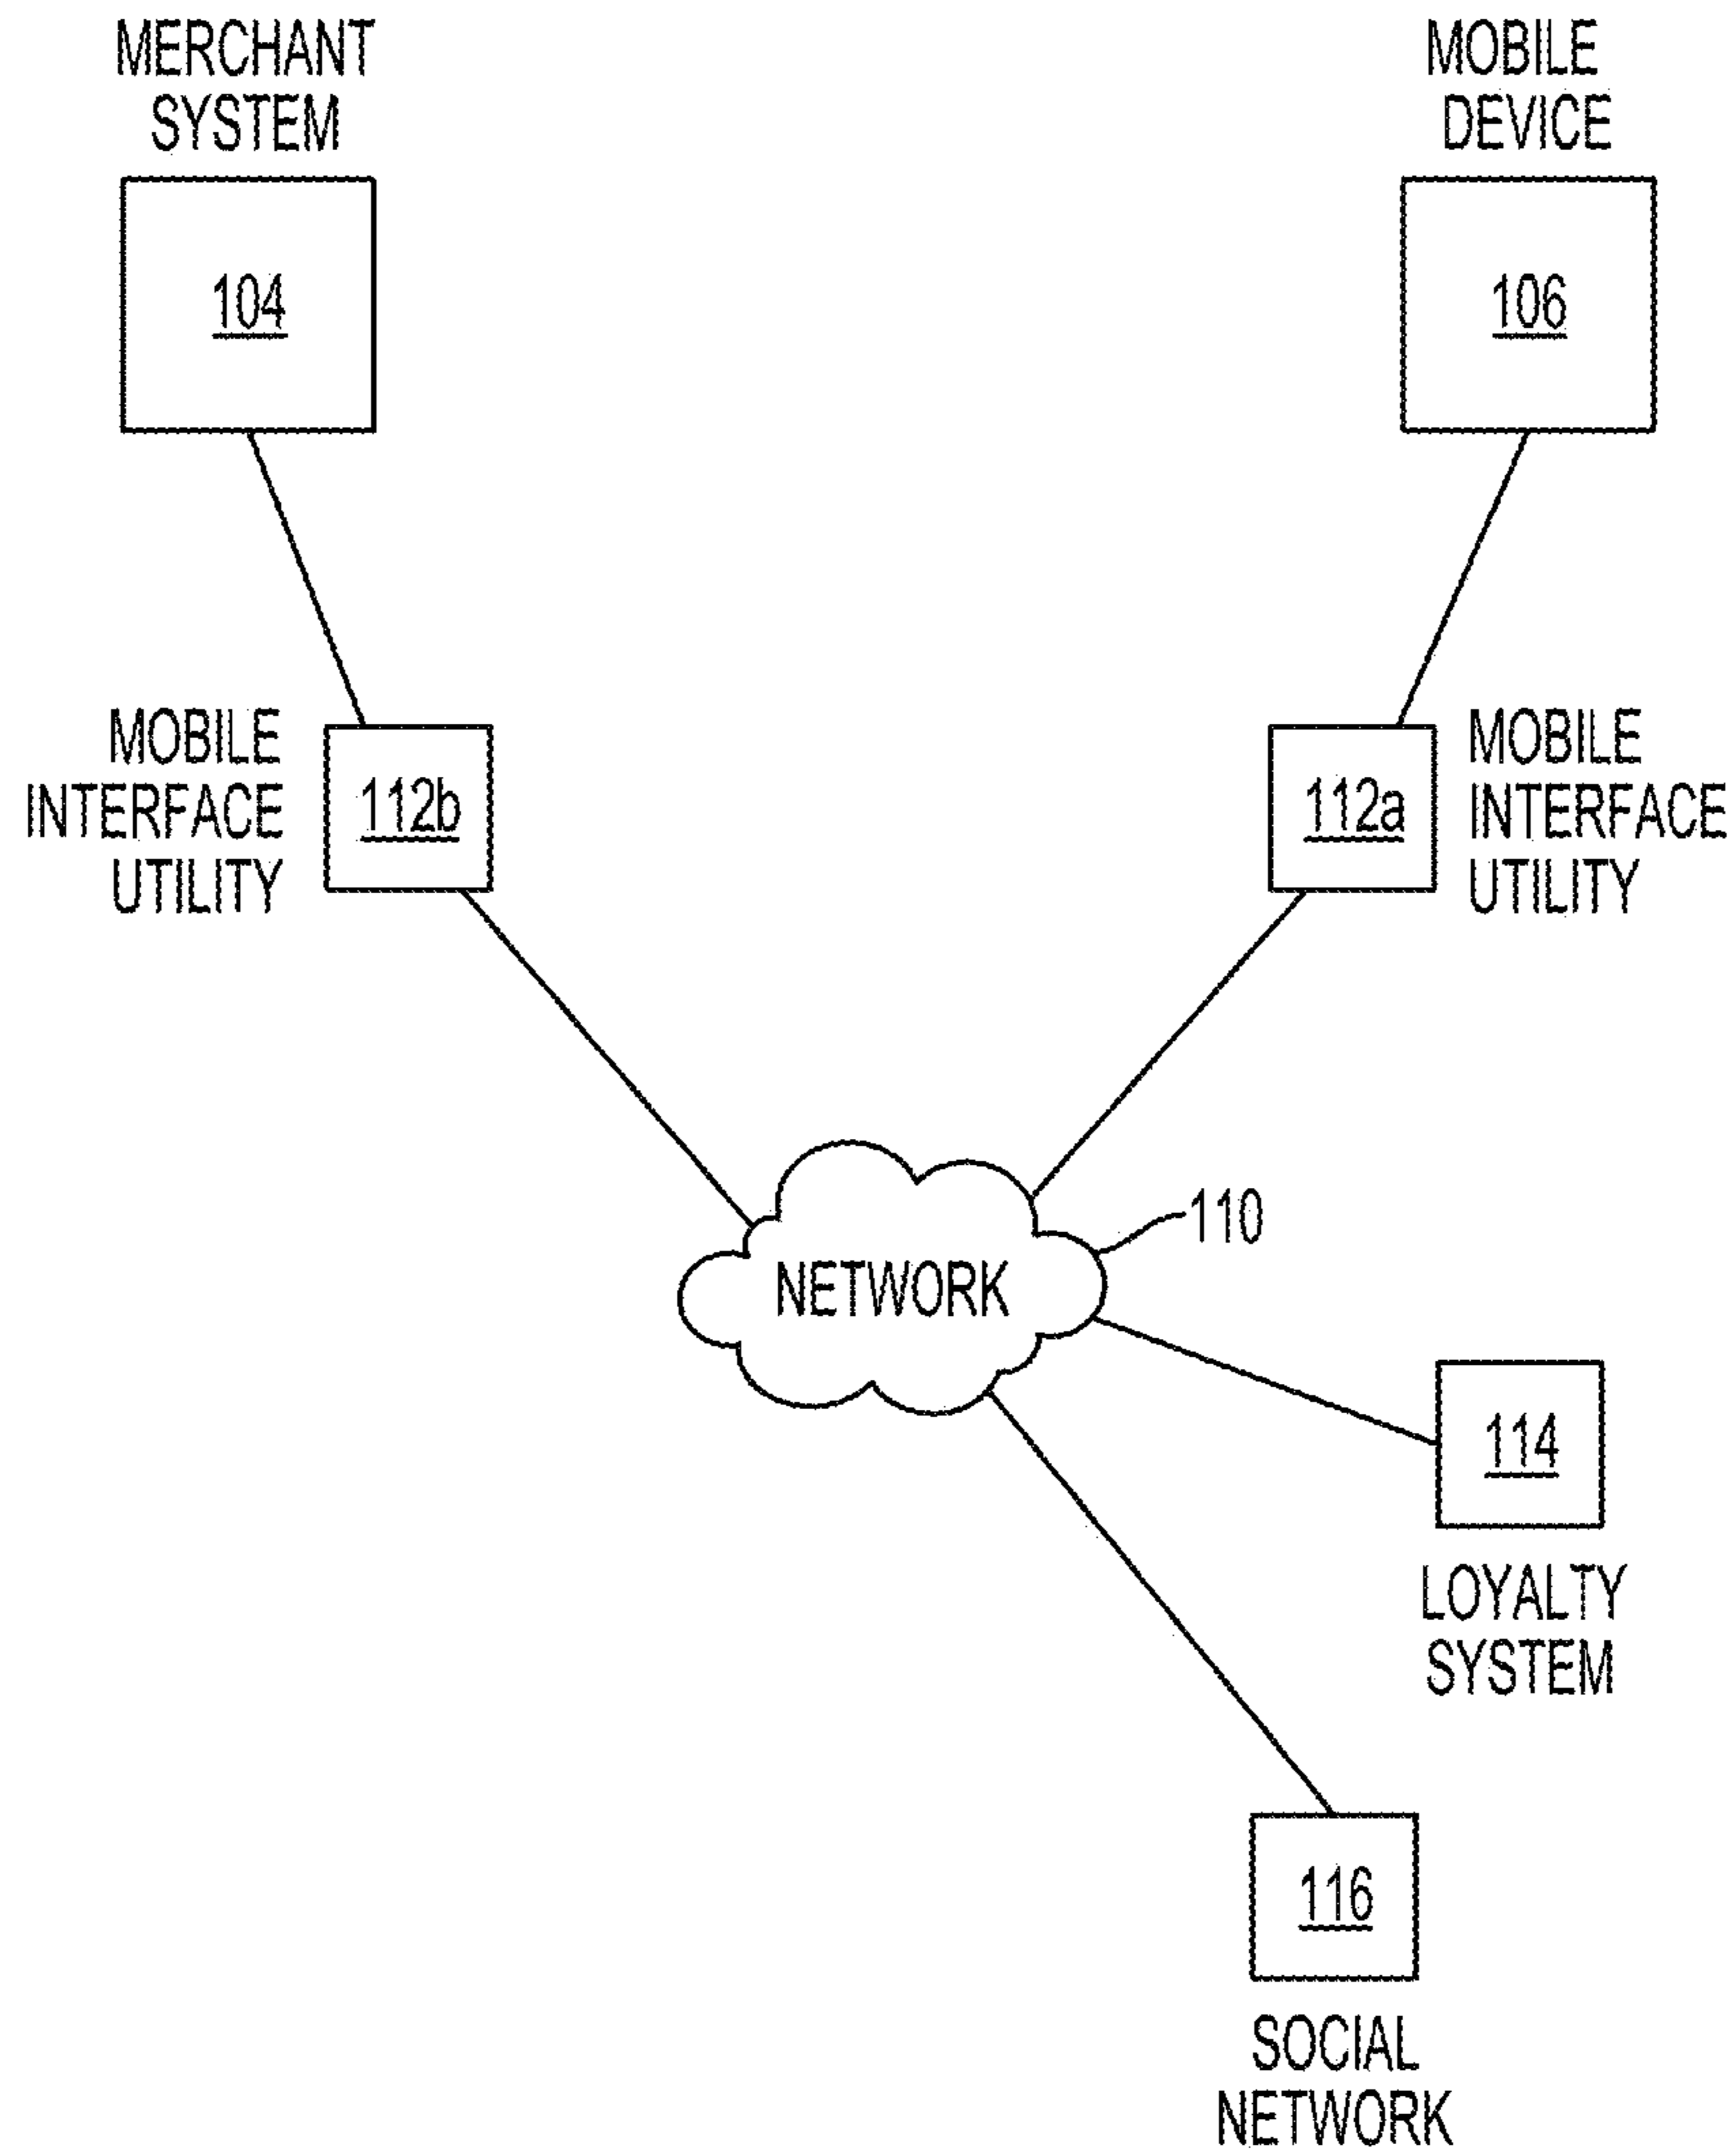 MERCHANT
SYSTEM
104
MOBILE
DEVICE
106
MOBILE
INTERFACE
UTILITY
112b
112a
MOBILE
INTERFACE
UTILITY
NETWORK
110
114
LOYALTY
SYSTEM
116
SOCIAL
NETWORK